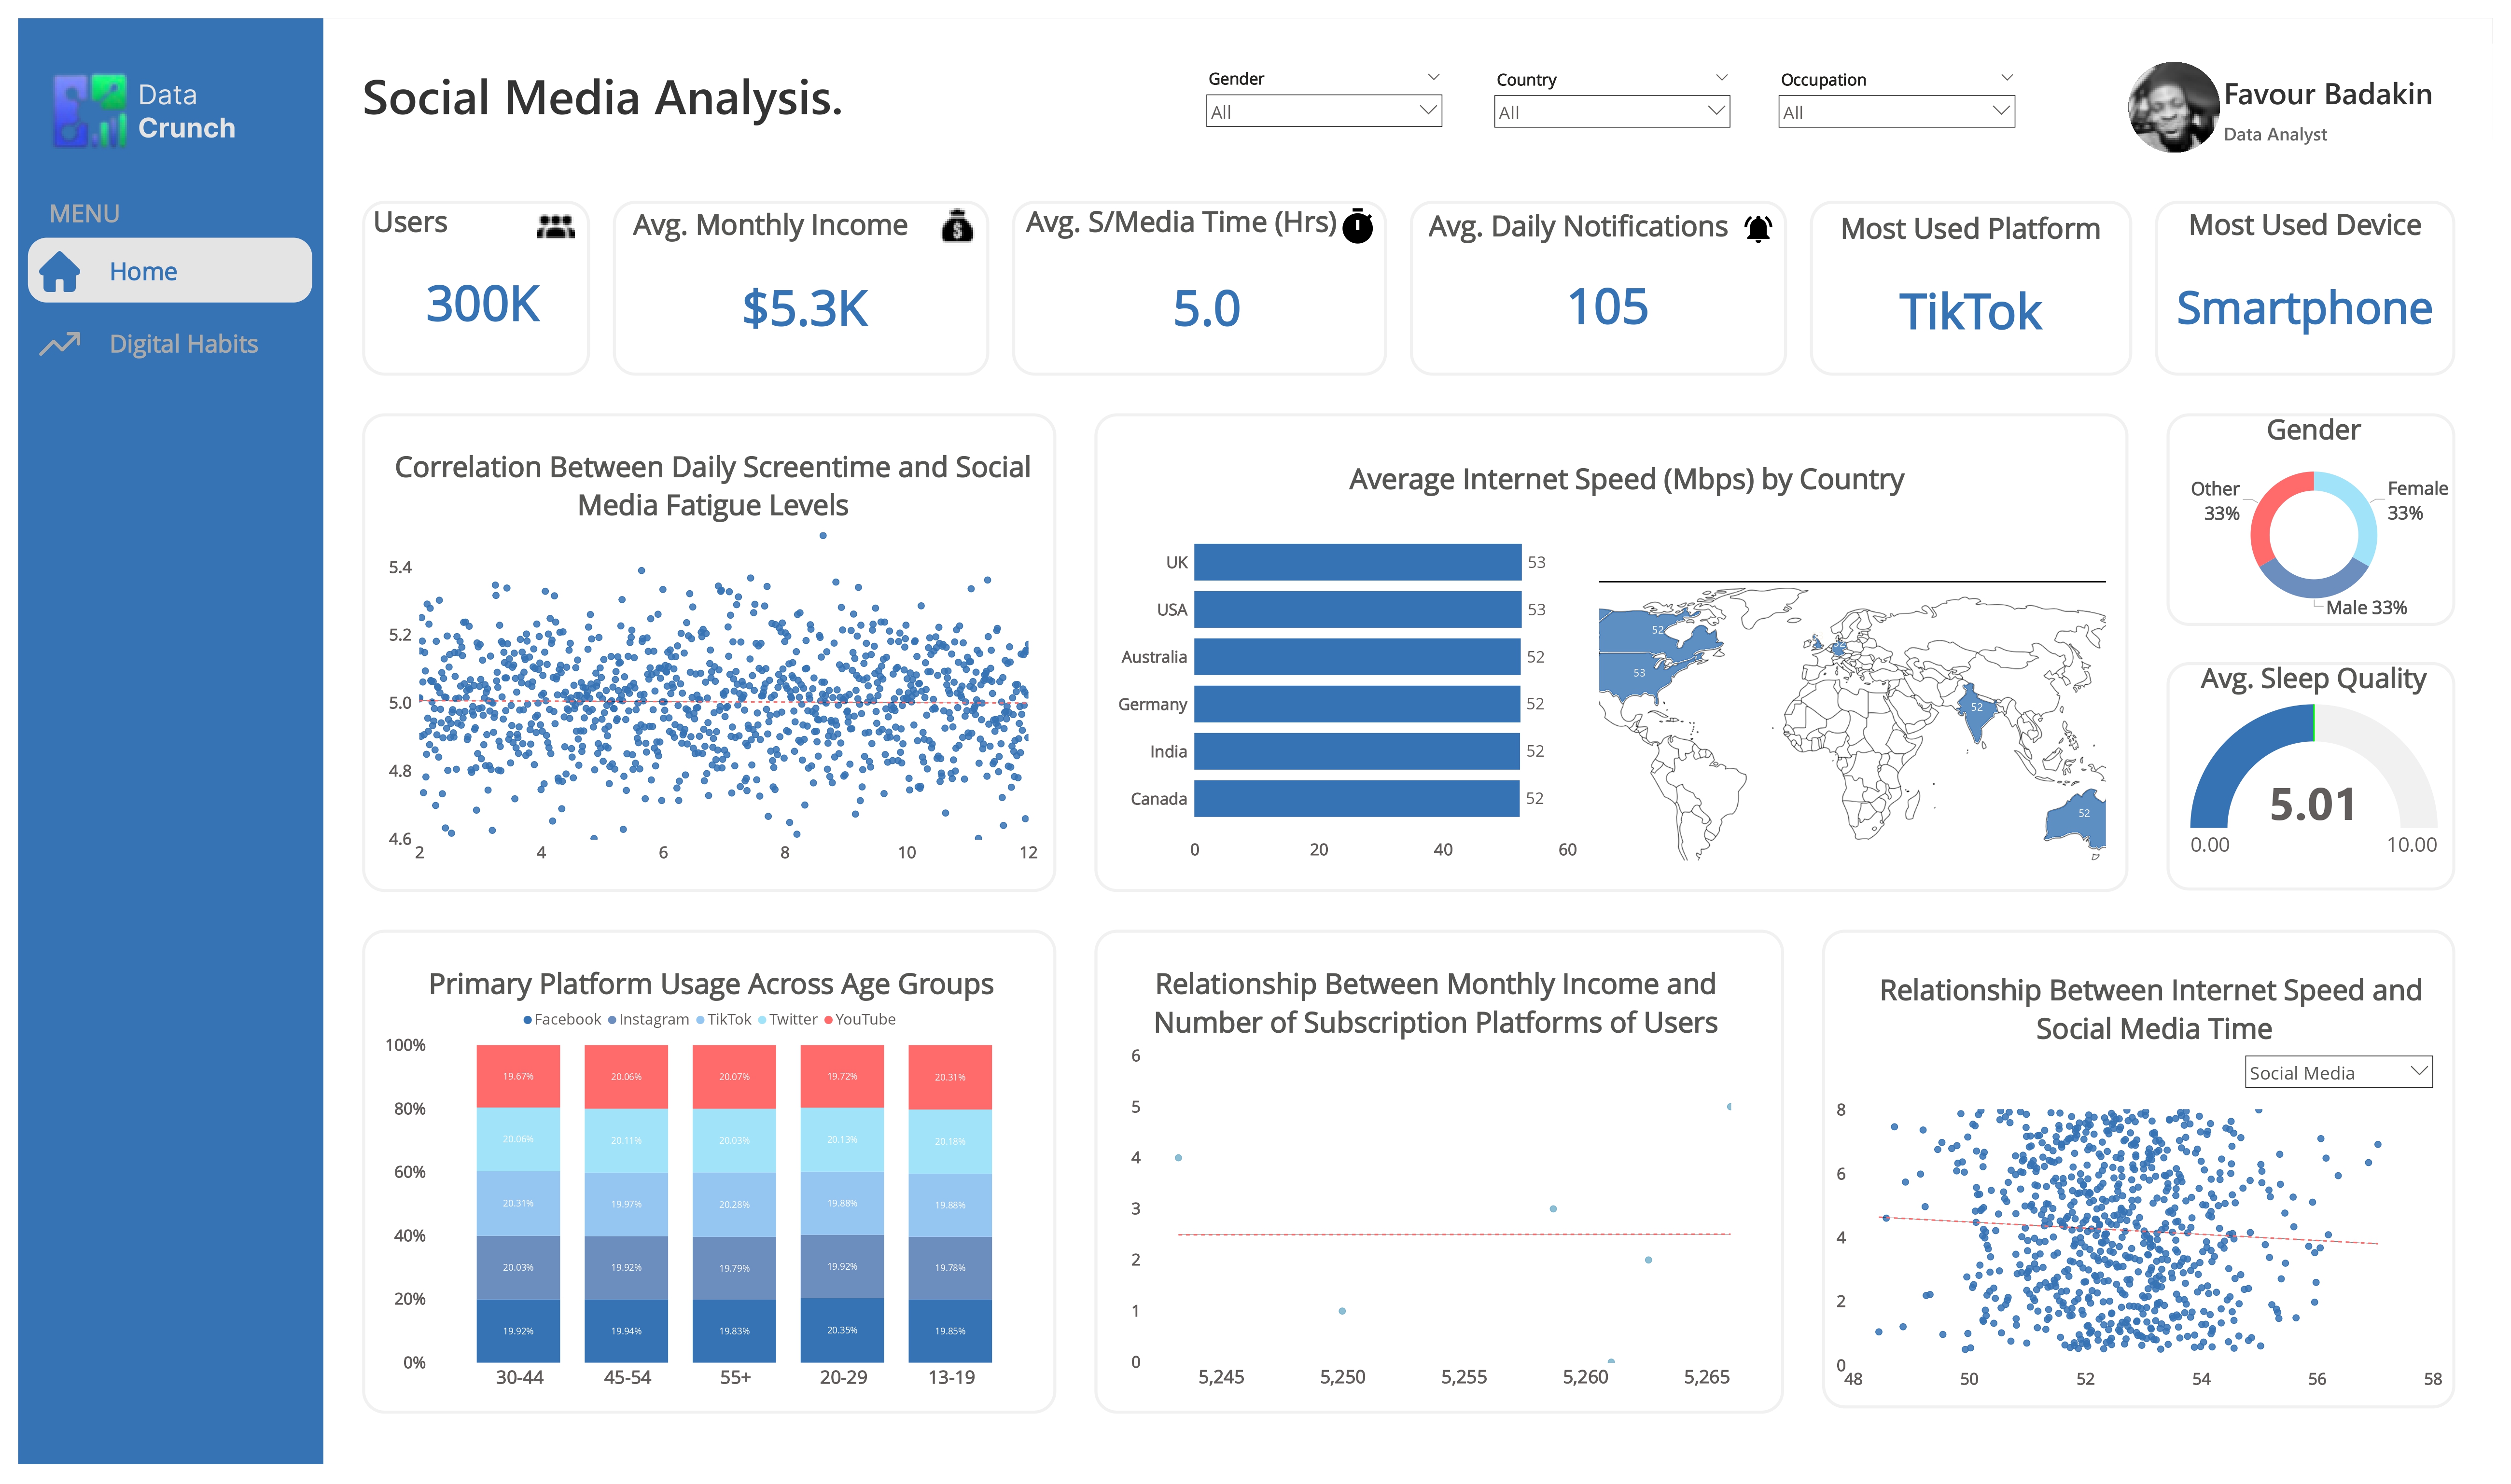 Data
Crunch
MENU
Home
Digital Habits
Social Media Analysis.
Gender
All
Country
All
Occupation
All
Favour Badakin
Data Analyst
Users
300K
Avg. Monthly Income
$5.3K
Avg. S/Media Time (Hrs)
5.0
Avg. Daily Notifications
105
Most Used Platform
TikTok
Most Used Device
Smartphone
Correlation Between Daily Screentime and Social
Media Fatigue Levels
5.4
5.2
5.0
4.8
4.6
2 4 6 8 10 12
Average Internet Speed (Mbps) by Country
UK 53
USA 53
Australia 52
Germany 52
India 52
Canada 52
0 20 40 60
52
53
52
52
Gender
Other
33%
Female
33%
Male 33%
Avg. Sleep Quality
5.01
0.00 10.00
Primary Platform Usage Across Age Groups
Facebook Instagram TikTok Twitter YouTube
100%
80%
60%
40%
20%
0%
19.67% 20.06% 20.07% 19.72% 20.31%
20.06% 20.11% 20.03% 20.13% 20.18%
20.31% 19.97% 20.28% 19.88% 19.88%
20.03% 19.92% 19.79% 19.92% 19.78%
19.92% 19.94% 19.83% 20.35% 19.85%
30-44 45-54 55+ 20-29 13-19
Relationship Between Monthly Income and
Number of Subscription Platforms of Users
6
5
4
3
2
1
0
5,245 5,250 5,255 5,260 5,265
Relationship Between Internet Speed and
Social Media Time
Social Media
8
6
4
2
0
48 50 52 54 56 58